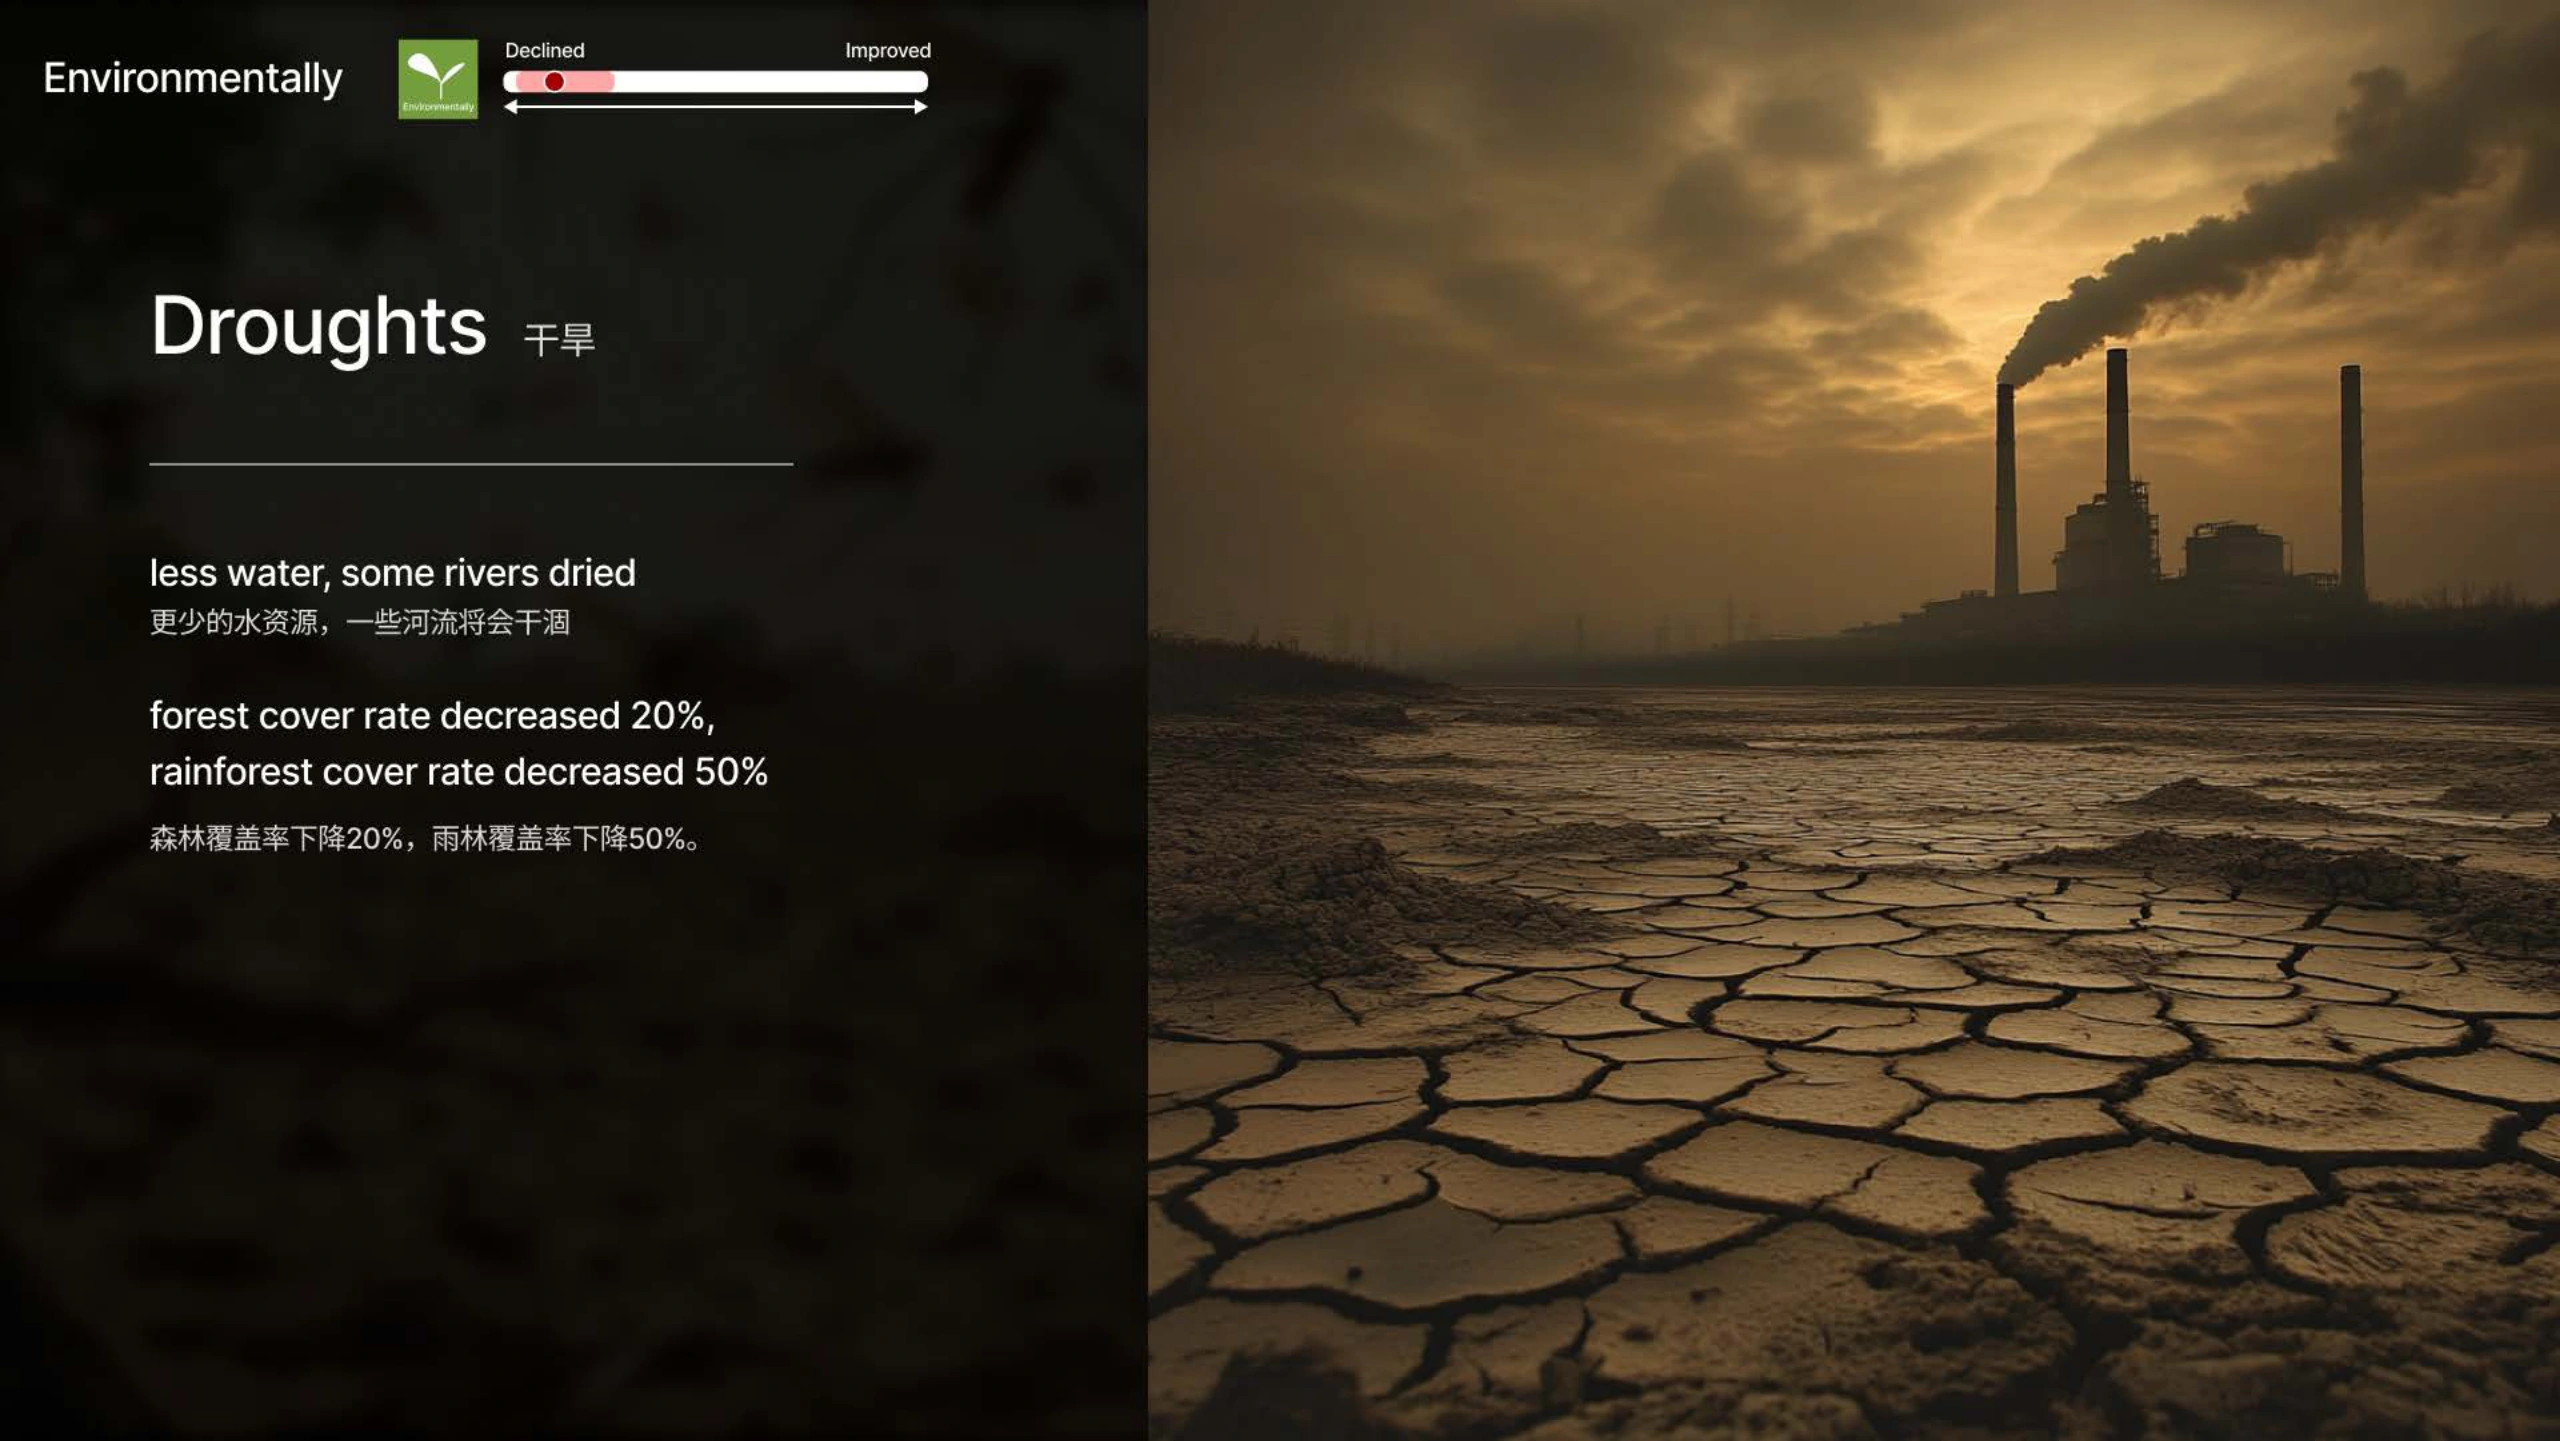 Environmentally
Environmentally
Declined
Improved
Droughts 干旱
less water, some rivers dried
更少的水资源，一些河流将会干涸
forest cover rate decreased 20%,
rainforest cover rate decreased 50%
森林覆盖率下降20%，雨林覆盖率下降50%。